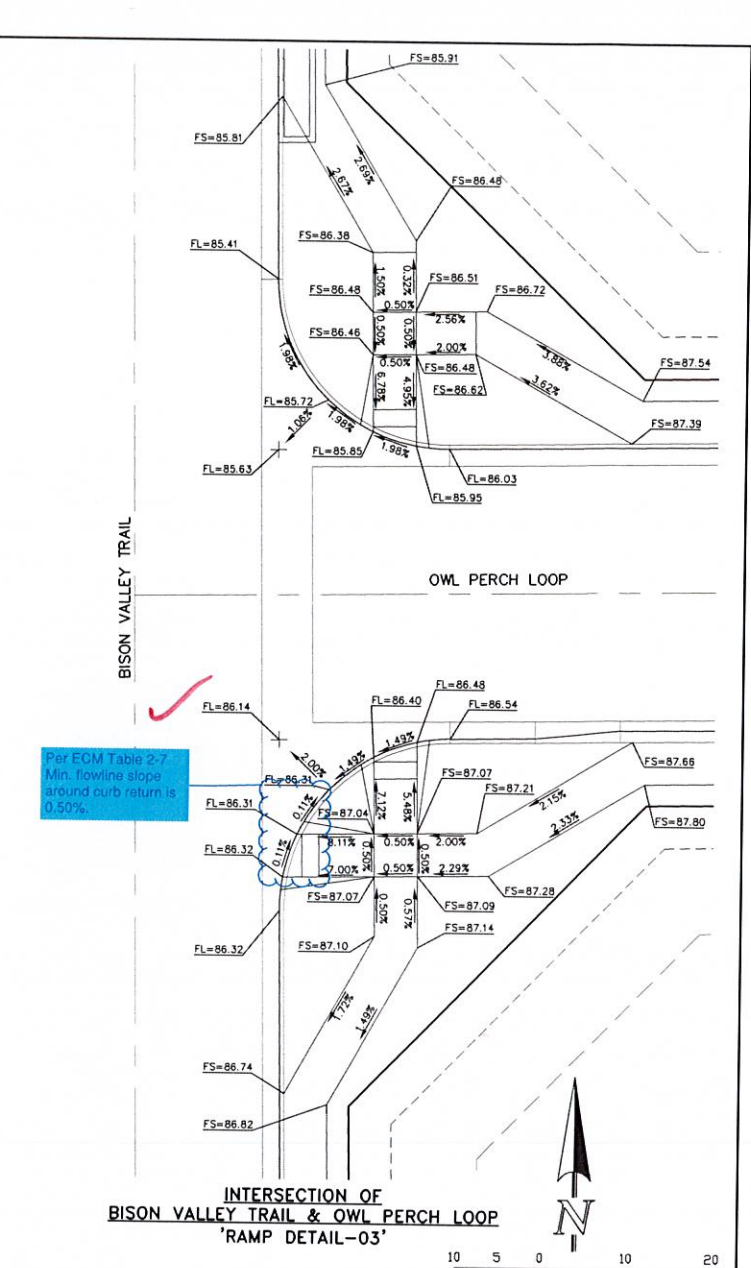 FS=85.91
FS=85.81
2.67%
2.69%
FS=86.48
FS=86.38
FL=85.41
1.50%
0.32%
FS=86.51
FS=86.48
FS=86.72
0.50%
2.56%
0.50%
0.50%
FS=86.46
2.00%
3.88%
0.50%
FS=87.54
1.98%
6.78%
4.95%
FS=86.48
FS=86.62
3.62%
FL=85.72
1.06%
1.98%
1.98%
FS=87.39
FL=85.85
FL=85.63
FL=86.03
FL=85.95
BISON VALLEY TRAIL
OWL PERCH LOOP
FL=86.48
FL=86.40
FL=86.54
FL=86.14
1.49%
1.49%
2.00%
Per ECM Table 2-7
Min. flowline slope
around curb return is
0.50%.
FS=87.66
FL=86.31
7.12%
5.48%
FS=87.07
FS=87.21
2.15%
FL=86.31
0.11%
FS=87.04
2.33%
FS=87.80
8.11%
0.50%
2.00%
FL=86.32
0.11%
0.50%
0.50%
7.00%
0.50%
2.29%
FS=87.28
FS=87.07
FS=87.09
0.50%
0.57%
FS=87.10
FS=87.14
FL=86.32
1.72%
1.49%
FS=86.74
FS=86.82
INTERSECTION OF
BISON VALLEY TRAIL & OWL PERCH LOOP
'RAMP DETAIL-03'
N
10 5 0 10 20